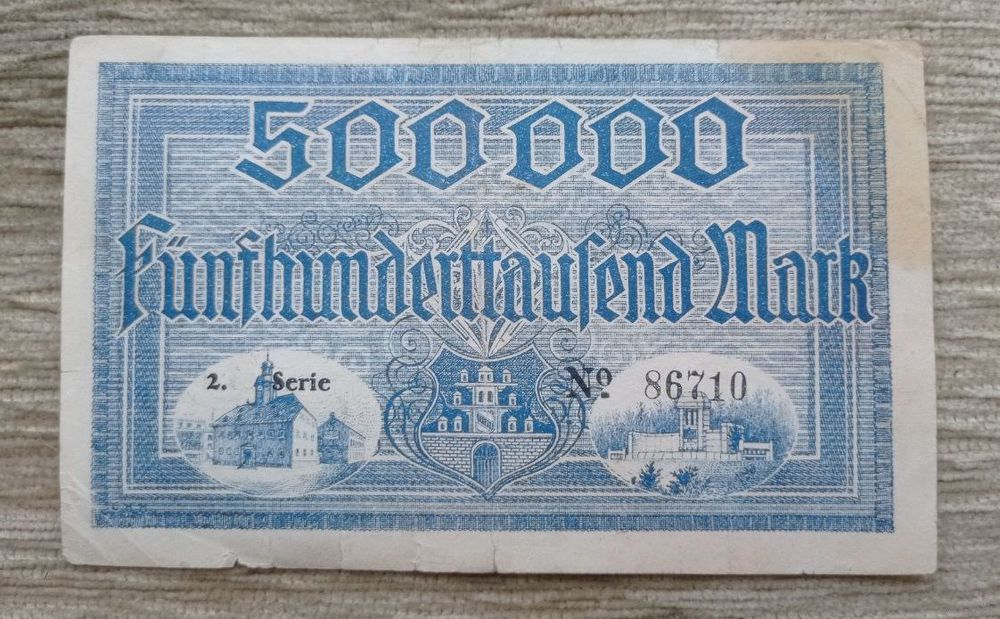 500000
Fünfhunderttausend Mark
2. Serie
№ 86710